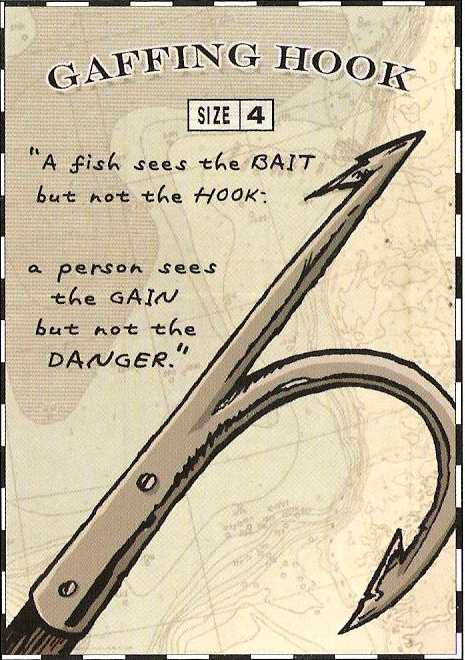 GAFFING HOOK
SIZE 4
"A fish sees the BAIT
but not the HOOK:
a person sees
the GAIN
but not the
DANGER."